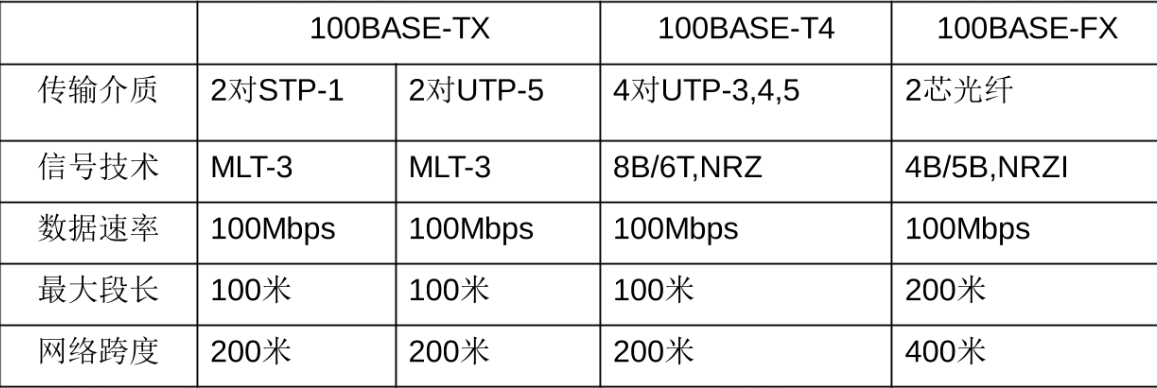 100BASE-TX 100BASE-T4 100BASE-FX
传输介质 2对STP-1 2对UTP-5 4对UTP-3,4,5 2芯光纤
信号技术 MLT-3 MLT-3 8B/6T,NRZ 4B/5B,NRZI
数据速率 100Mbps 100Mbps 100Mbps 100Mbps
最大段长 100米 100米 100米 200米
网络跨度 200米 200米 200米 400米